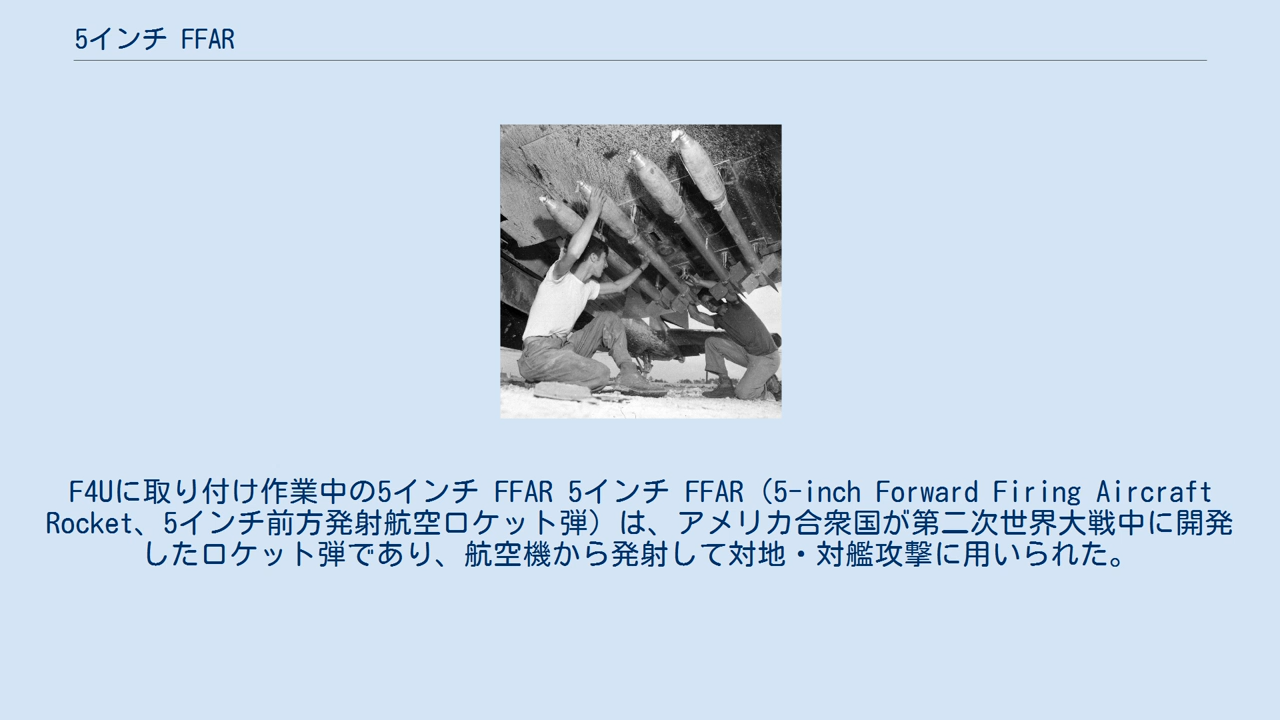 5インチ FFAR
F4Uに取り付け作業中の5インチ FFAR 5インチ FFAR（5-inch Forward Firing Aircraft
Rocket、5インチ前方発射航空ロケット弾）は、アメリカ合衆国が第二次世界大戦中に開発
したロケット弾であり、航空機から発射して対地・対艦攻撃に用いられた。